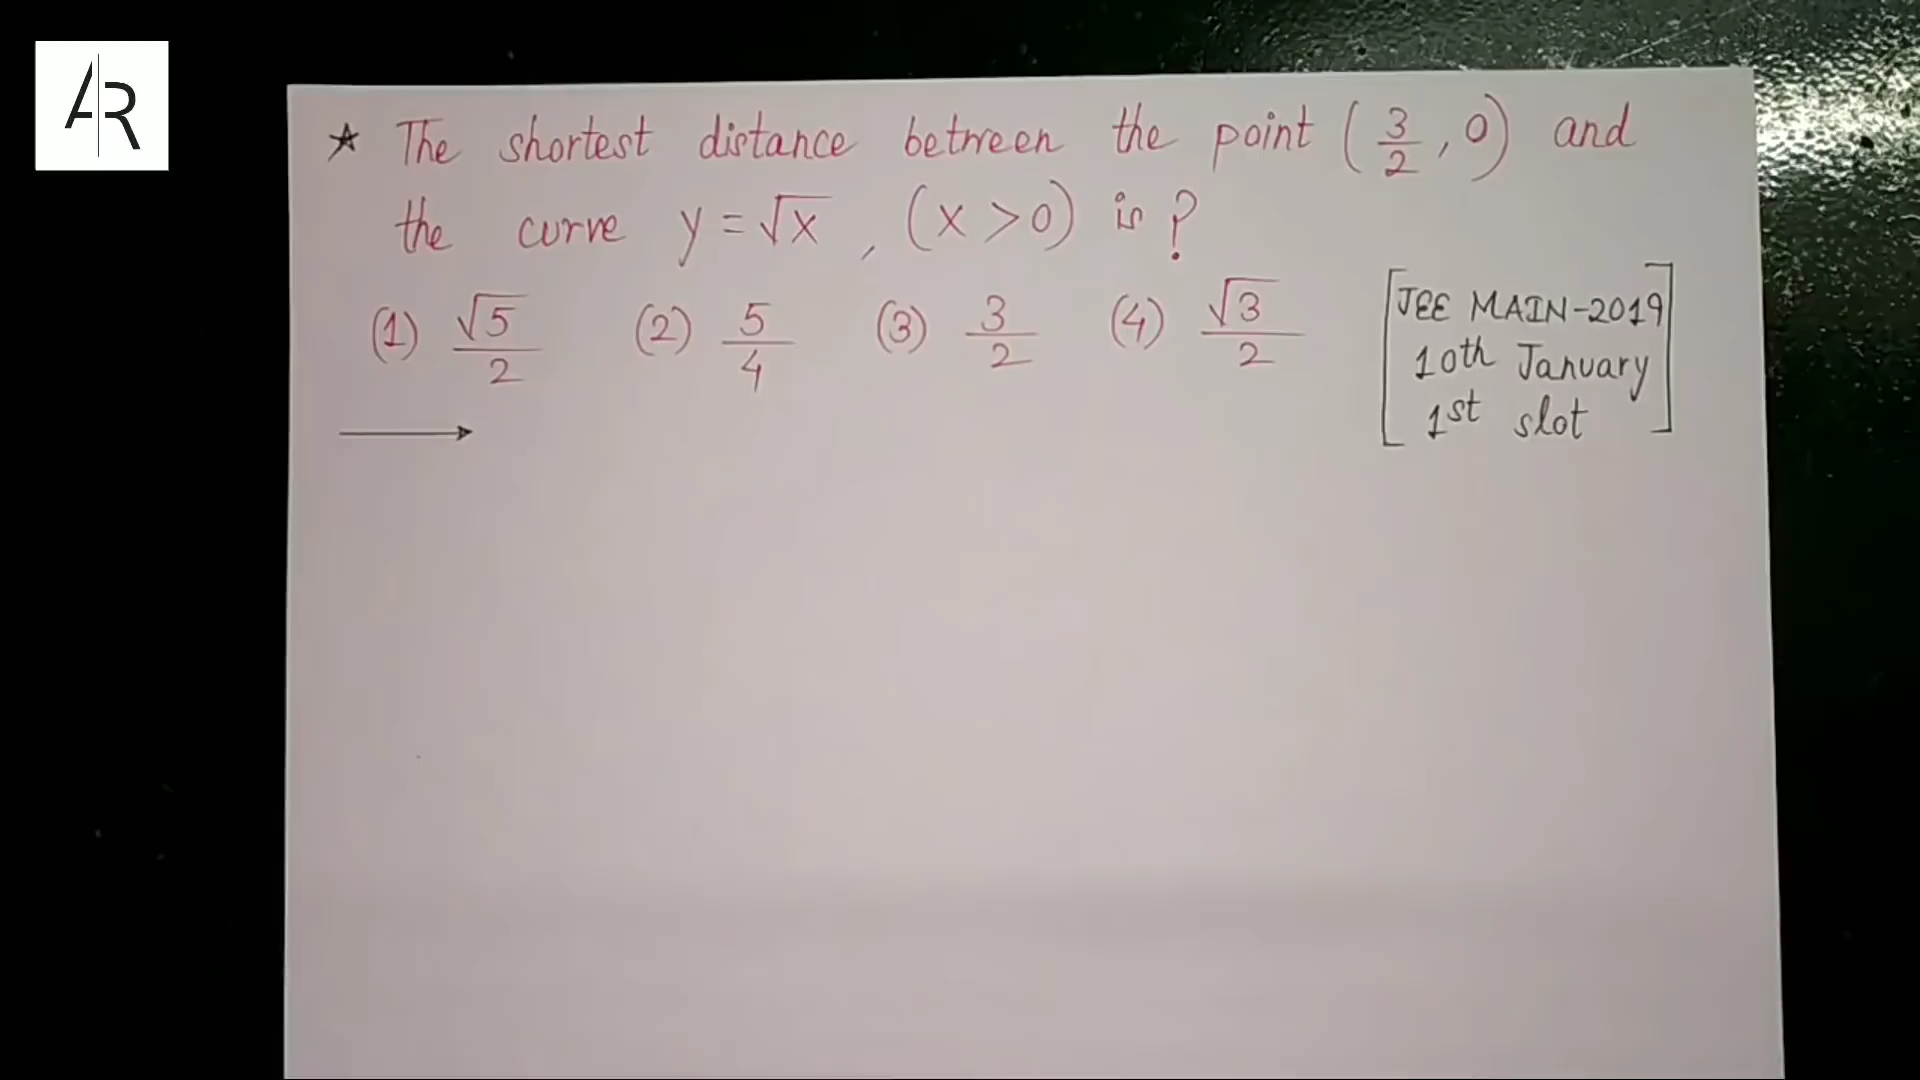 AR
★ The shortest distance between the point (3/2, 0) and
the curve y = √x , (x > 0) is ?
(1) √5/2 (2) 5/4 (3) 3/2 (4) √3/2
[JEE MAIN-2019
10th January
1st slot]